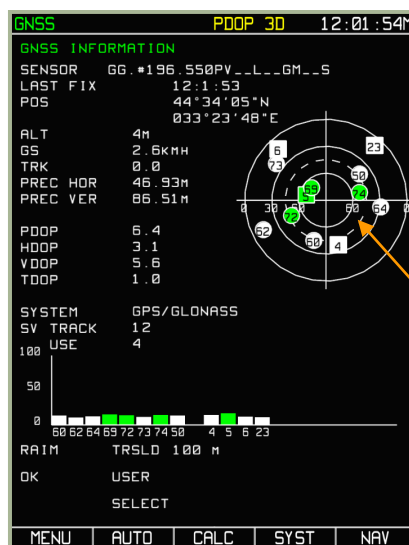 GNSS PDOP 3D 12:01:54M
GNSS INFORMATION
SENSOR GG.#196.550PV__L__GM__S
LAST FIX 12:1:53
POS 44°34'05"N
033°23'48"E
ALT 4M
GS 2.6KMH
TRK 0.0
PREC HOR 46.93M
PREC VER 86.51M
PDOP 6.4
HDOP 3.1
VDOP 5.6
TDOP 1.0
6
23
73
50
69
5
74
0 30 60 0
64
72
62
60
4
SYSTEM GPS/GLONASS
SV TRACK 12
USE 4
100
50
0
60 62 64 69 72 73 74 50 4 5 6 23
RAIM TRSLD 100 M
OK USER
SELECT
MENU AUTO CALC SYST NAV